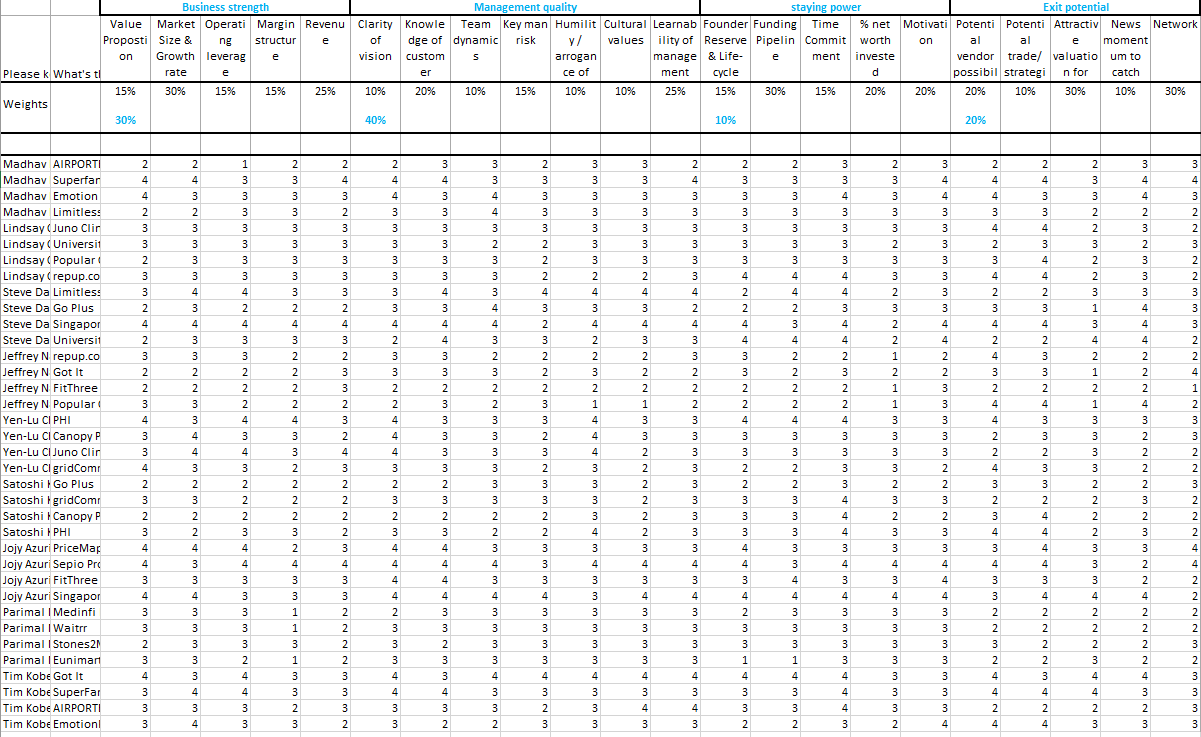 Business strength Management quality staying power Exit potential
Value Market Operati Margin Revenu Clarity Knowle Team Key man Humilit Cultural Learnab Founder Funding Time % net Motivati Potenti Potenti Attractiv News Network
Propositi Size & ng structur e of dge of dynamic risk y / values ility of Reserve Pipelin Commit worth on al al e moment
on Growth leverag e vision custom s arrogan manage & Life- e ment investe vendor trade/ valuatio um to
Please k What's tl rate e er ce of ment cycle d possibil strategi n for catch
Weights 15% 30% 15% 15% 25% 10% 20% 10% 15% 10% 10% 25% 15% 30% 15% 20% 20% 20% 10% 30% 10% 30%
30% 40% 10% 20%
Madhav AIRPORTI 2 2 1 2 2 2 3 3 2 3 3 2 2 2 3 2 3 2 2 2 3 3
Madhav Superfar 4 4 3 3 4 4 4 3 3 3 3 4 3 3 3 3 4 4 4 3 4 4
Madhav Emotion 4 3 3 3 3 4 3 4 3 3 3 3 3 3 4 3 4 4 3 3 4 3
Madhav Limitless 2 2 3 3 2 3 3 4 3 3 3 3 3 3 3 3 3 3 3 2 2 2
Lindsay ( Juno Clir 3 3 3 3 3 3 3 3 3 3 3 3 3 3 3 3 3 4 4 2 3 2
Lindsay ( Universit 3 3 3 3 3 3 3 2 2 3 3 3 3 3 3 2 3 2 3 3 2 3
Lindsay ( Popular ( 2 3 3 3 3 3 3 3 2 3 3 3 3 3 3 3 3 3 4 2 3 2
Lindsay ( repup.co 3 3 3 3 3 3 3 3 2 2 2 3 4 4 4 3 3 4 4 2 3 2
Steve Da Limitless 3 4 4 3 3 3 4 3 4 4 4 4 2 4 4 2 3 2 2 3 3 3
Steve Da Go Plus 2 3 2 2 2 3 3 4 3 3 3 2 2 2 3 3 3 3 3 1 4 3
Steve Da Singapor 4 4 4 4 4 4 4 4 2 4 4 4 4 3 4 2 4 4 4 3 4 3
Steve Da Universit 2 3 3 3 3 2 4 3 3 2 3 3 4 4 4 2 4 2 2 4 2 4
Jeffrey N repup.co 3 3 3 2 2 3 3 2 2 2 2 3 3 2 2 1 2 4 3 2 2 2
Jeffrey N Got It 2 2 2 2 3 3 3 3 2 3 2 2 3 2 3 2 2 3 3 1 2 4
Jeffrey N FitThree 2 2 2 2 3 2 2 2 2 2 2 2 2 2 2 1 3 2 2 2 2 1
Jeffrey N Popular ( 3 3 2 2 2 2 3 2 3 1 1 2 2 2 2 1 3 4 4 1 4 2
Yen-Lu Cl PHI 4 3 4 4 3 4 3 3 3 4 3 3 4 4 4 3 3 4 3 3 3 3
Yen-Lu Cl Canopy P 3 4 3 3 2 4 3 3 2 4 3 3 3 3 3 3 3 2 3 3 2 3
Yen-Lu Cl Juno Clir 3 4 4 3 4 4 3 3 3 4 2 3 3 3 3 3 3 2 2 3 3 2
Yen-Lu Cl gridComr 4 3 3 2 3 3 3 3 2 3 2 3 3 3 3 3 2 4 3 3 2 2
Satoshi k Go Plus 2 2 2 2 2 2 2 3 3 3 2 3 3 2 3 2 2 3 3 2 2 3
Satoshi k gridComr 3 3 2 2 2 3 3 3 3 3 2 3 3 3 4 3 3 2 2 2 2 2
Satoshi k Canopy P 2 2 2 2 2 2 2 2 2 3 2 3 3 3 4 2 2 3 4 2 2 2
Satoshi k PHI 3 2 3 3 2 3 3 2 2 4 2 3 3 3 4 3 3 4 4 2 3 2
Jojy Azuri PriceMap 4 4 4 2 3 4 4 3 3 3 3 3 4 3 3 3 3 3 4 3 3 4
Jojy Azuri Sepio Pro 4 3 4 4 4 4 4 4 3 4 4 4 4 3 4 4 4 4 4 3 2 4
Jojy Azuri FitThree 3 3 3 3 3 4 4 3 3 3 3 3 3 4 3 3 4 3 3 3 2 2
Jojy Azuri Singapor 4 4 3 3 3 4 4 4 3 4 4 4 4 4 4 4 4 3 4 4 4 2
Parimal I Medinfi 3 3 3 1 2 2 3 3 3 3 3 3 2 3 3 3 3 2 2 2 2 2
Parimal I Waitrr 3 3 3 1 2 3 3 3 3 3 3 3 3 3 3 3 3 2 2 2 2 2
Parimal I Stones2M 2 3 3 3 2 3 2 3 3 3 3 3 3 3 3 3 3 2 2 2 2 2
Parimal I Eunimart 3 3 2 1 2 3 3 3 3 3 3 3 1 1 3 3 3 2 2 3 2 2
Tim Kobe Got It 4 3 4 3 3 4 3 4 4 4 4 4 4 4 4 3 3 3 4 3 3 3
Tim Kobe SuperFar 3 4 4 3 3 4 4 3 3 3 3 3 3 3 4 3 3 4 4 4 3 3
Tim Kobe AIRPORTI 3 3 3 2 3 3 3 3 2 3 4 4 3 3 4 3 3 2 2 2 2 3
Tim Kobe Emotionl 3 4 3 3 2 3 2 2 3 3 3 3 2 2 3 2 4 4 4 3 3 3